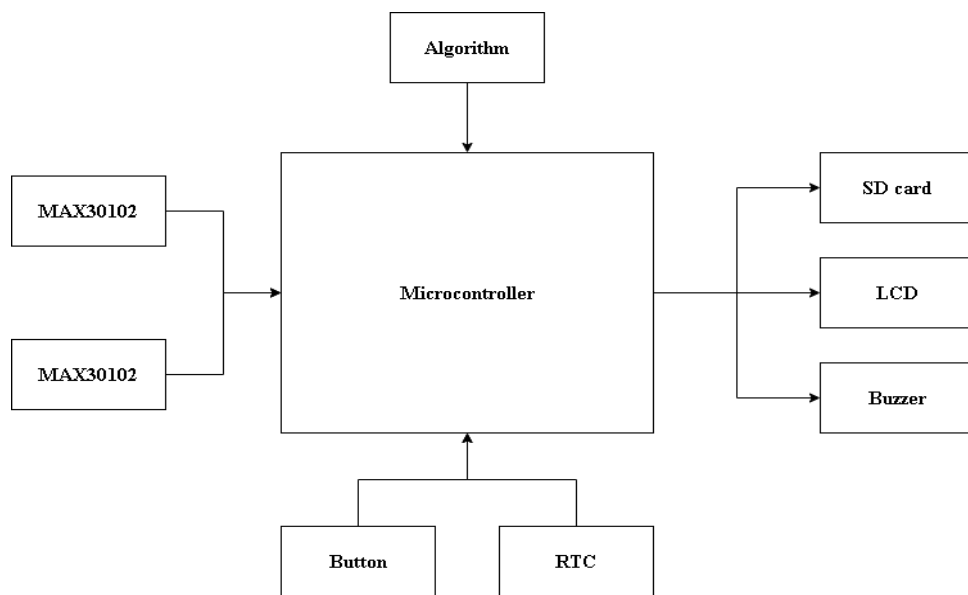 Algorithm
MAX30102
MAX30102
Microcontroller
SD card
LCD
Buzzer
Button
RTC